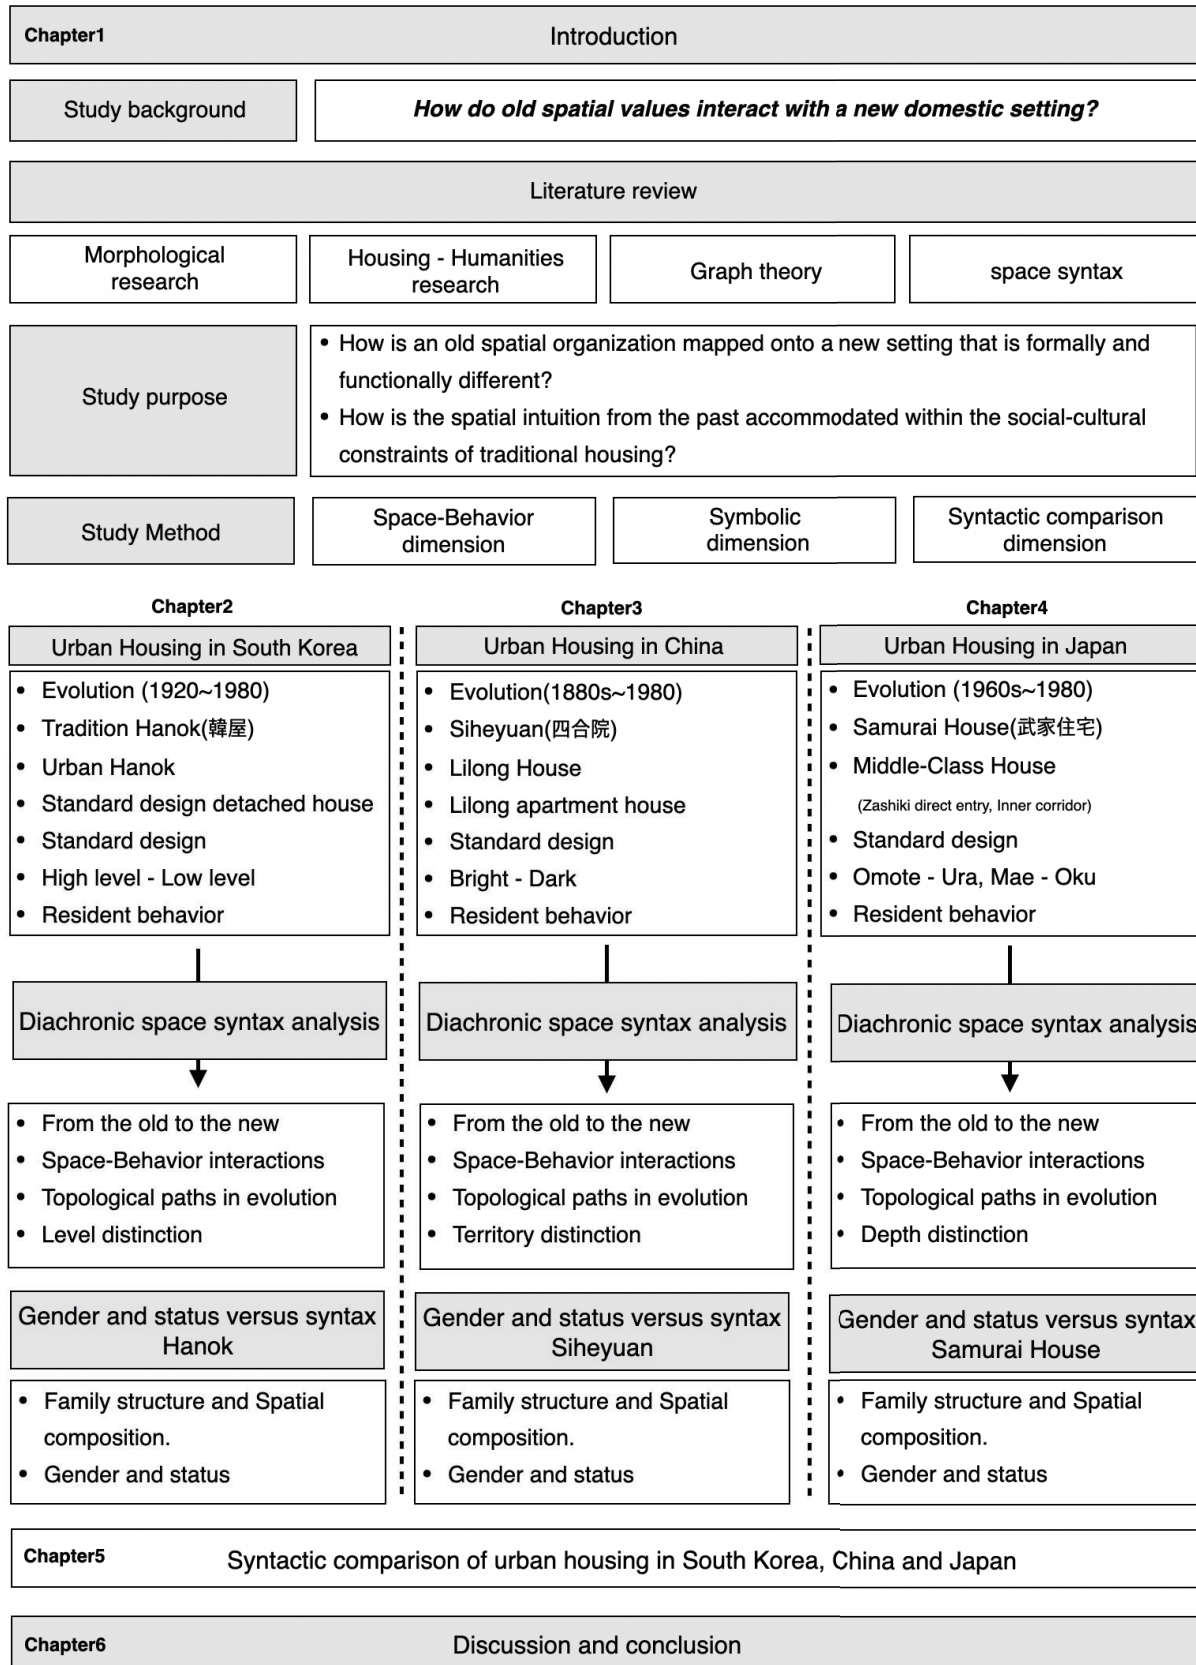 Chapter1
Introduction
Study background
How do old spatial values interact with a new domestic setting?
Literature review
Morphological
research
Housing - Humanities
research
Graph theory
space syntax
Study purpose
• How is an old spatial organization mapped onto a new setting that is formally and
functionally different?
• How is the spatial intuition from the past accommodated within the social-cultural
constraints of traditional housing?
Study Method
Space-Behavior
dimension
Symbolic
dimension
Syntactic comparison
dimension
Chapter2
Urban Housing in South Korea
• Evolution (1920~1980)
• Tradition Hanok(韓屋)
• Urban Hanok
• Standard design detached house
• Standard design
• High level - Low level
• Resident behavior
Diachronic space syntax analysis
• From the old to the new
• Space-Behavior interactions
• Topological paths in evolution
• Level distinction
Gender and status versus syntax
Hanok
• Family structure and Spatial
composition.
• Gender and status
Chapter3
Urban Housing in China
• Evolution(1880s~1980)
• Siheyuan(四合院)
• Lilong House
• Lilong apartment house
• Standard design
• Bright - Dark
• Resident behavior
Diachronic space syntax analysis
• From the old to the new
• Space-Behavior interactions
• Topological paths in evolution
• Territory distinction
Gender and status versus syntax
Siheyuan
• Family structure and Spatial
composition.
• Gender and status
Chapter4
Urban Housing in Japan
• Evolution (1960s~1980)
• Samurai House(武家住宅)
• Middle-Class House
(Zashiki direct entry, Inner corridor)
• Standard design
• Omote - Ura, Mae - Oku
• Resident behavior
Diachronic space syntax analysis
• From the old to the new
• Space-Behavior interactions
• Topological paths in evolution
• Depth distinction
Gender and status versus syntax
Samurai House
• Family structure and Spatial
composition.
• Gender and status
Chapter5
Syntactic comparison of urban housing in South Korea, China and Japan
Chapter6
Discussion and conclusion